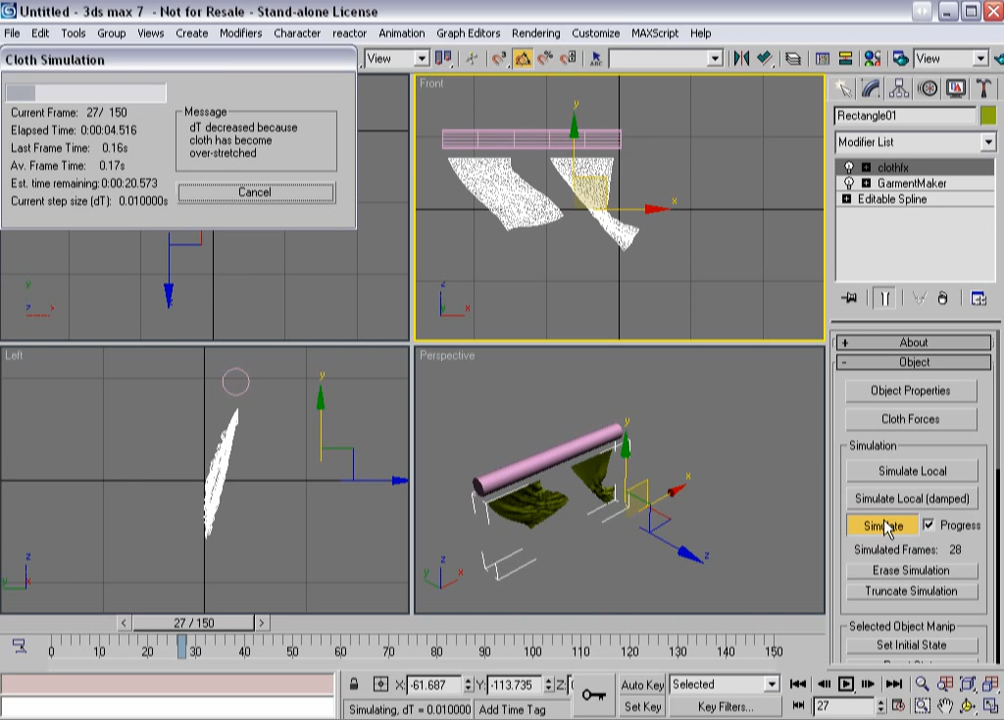 Untitled - 3ds max 7 - Not for Resale - Stand-alone License
File Edit Tools Group Views Create Modifiers Character reactor Animation Graph Editors Rendering Customize MAXScript Help
View
View
Cloth Simulation
Current Frame: 27/ 150
Elapsed Time: 0:00:04.516
Last Frame Time: 0.16s
Av. Frame Time: 0.17s
Est. time remaining: 0:00:20.573
Current step size (dT): 0.010000s
Message
dT decreased because
cloth has become
over-stretched
Cancel
Front
y
x
z
x
y
z
x
Left
y
z
y
x
Perspective
y
x
z
z
y
x
Rectangle01
Modifier List
clothfx
GarmentMaker
Editable Spline
+ About
- Object
Object Properties
Cloth Forces
Simulation
Simulate Local
Simulate Local (damped)
Simulate
Progress
Simulated Frames: 28
Erase Simulation
Truncate Simulation
Selected Object Manip
Set Initial State
< 27 / 150 >
0 10 20 30 40 50 60 70 80 90 100 110 120 130 140 150
X: -61.687 Y: -113.735 Z:
Auto Key Selected
Simulating, dT = 0.010000 Add Time Tag
Set Key Key Filters...
27